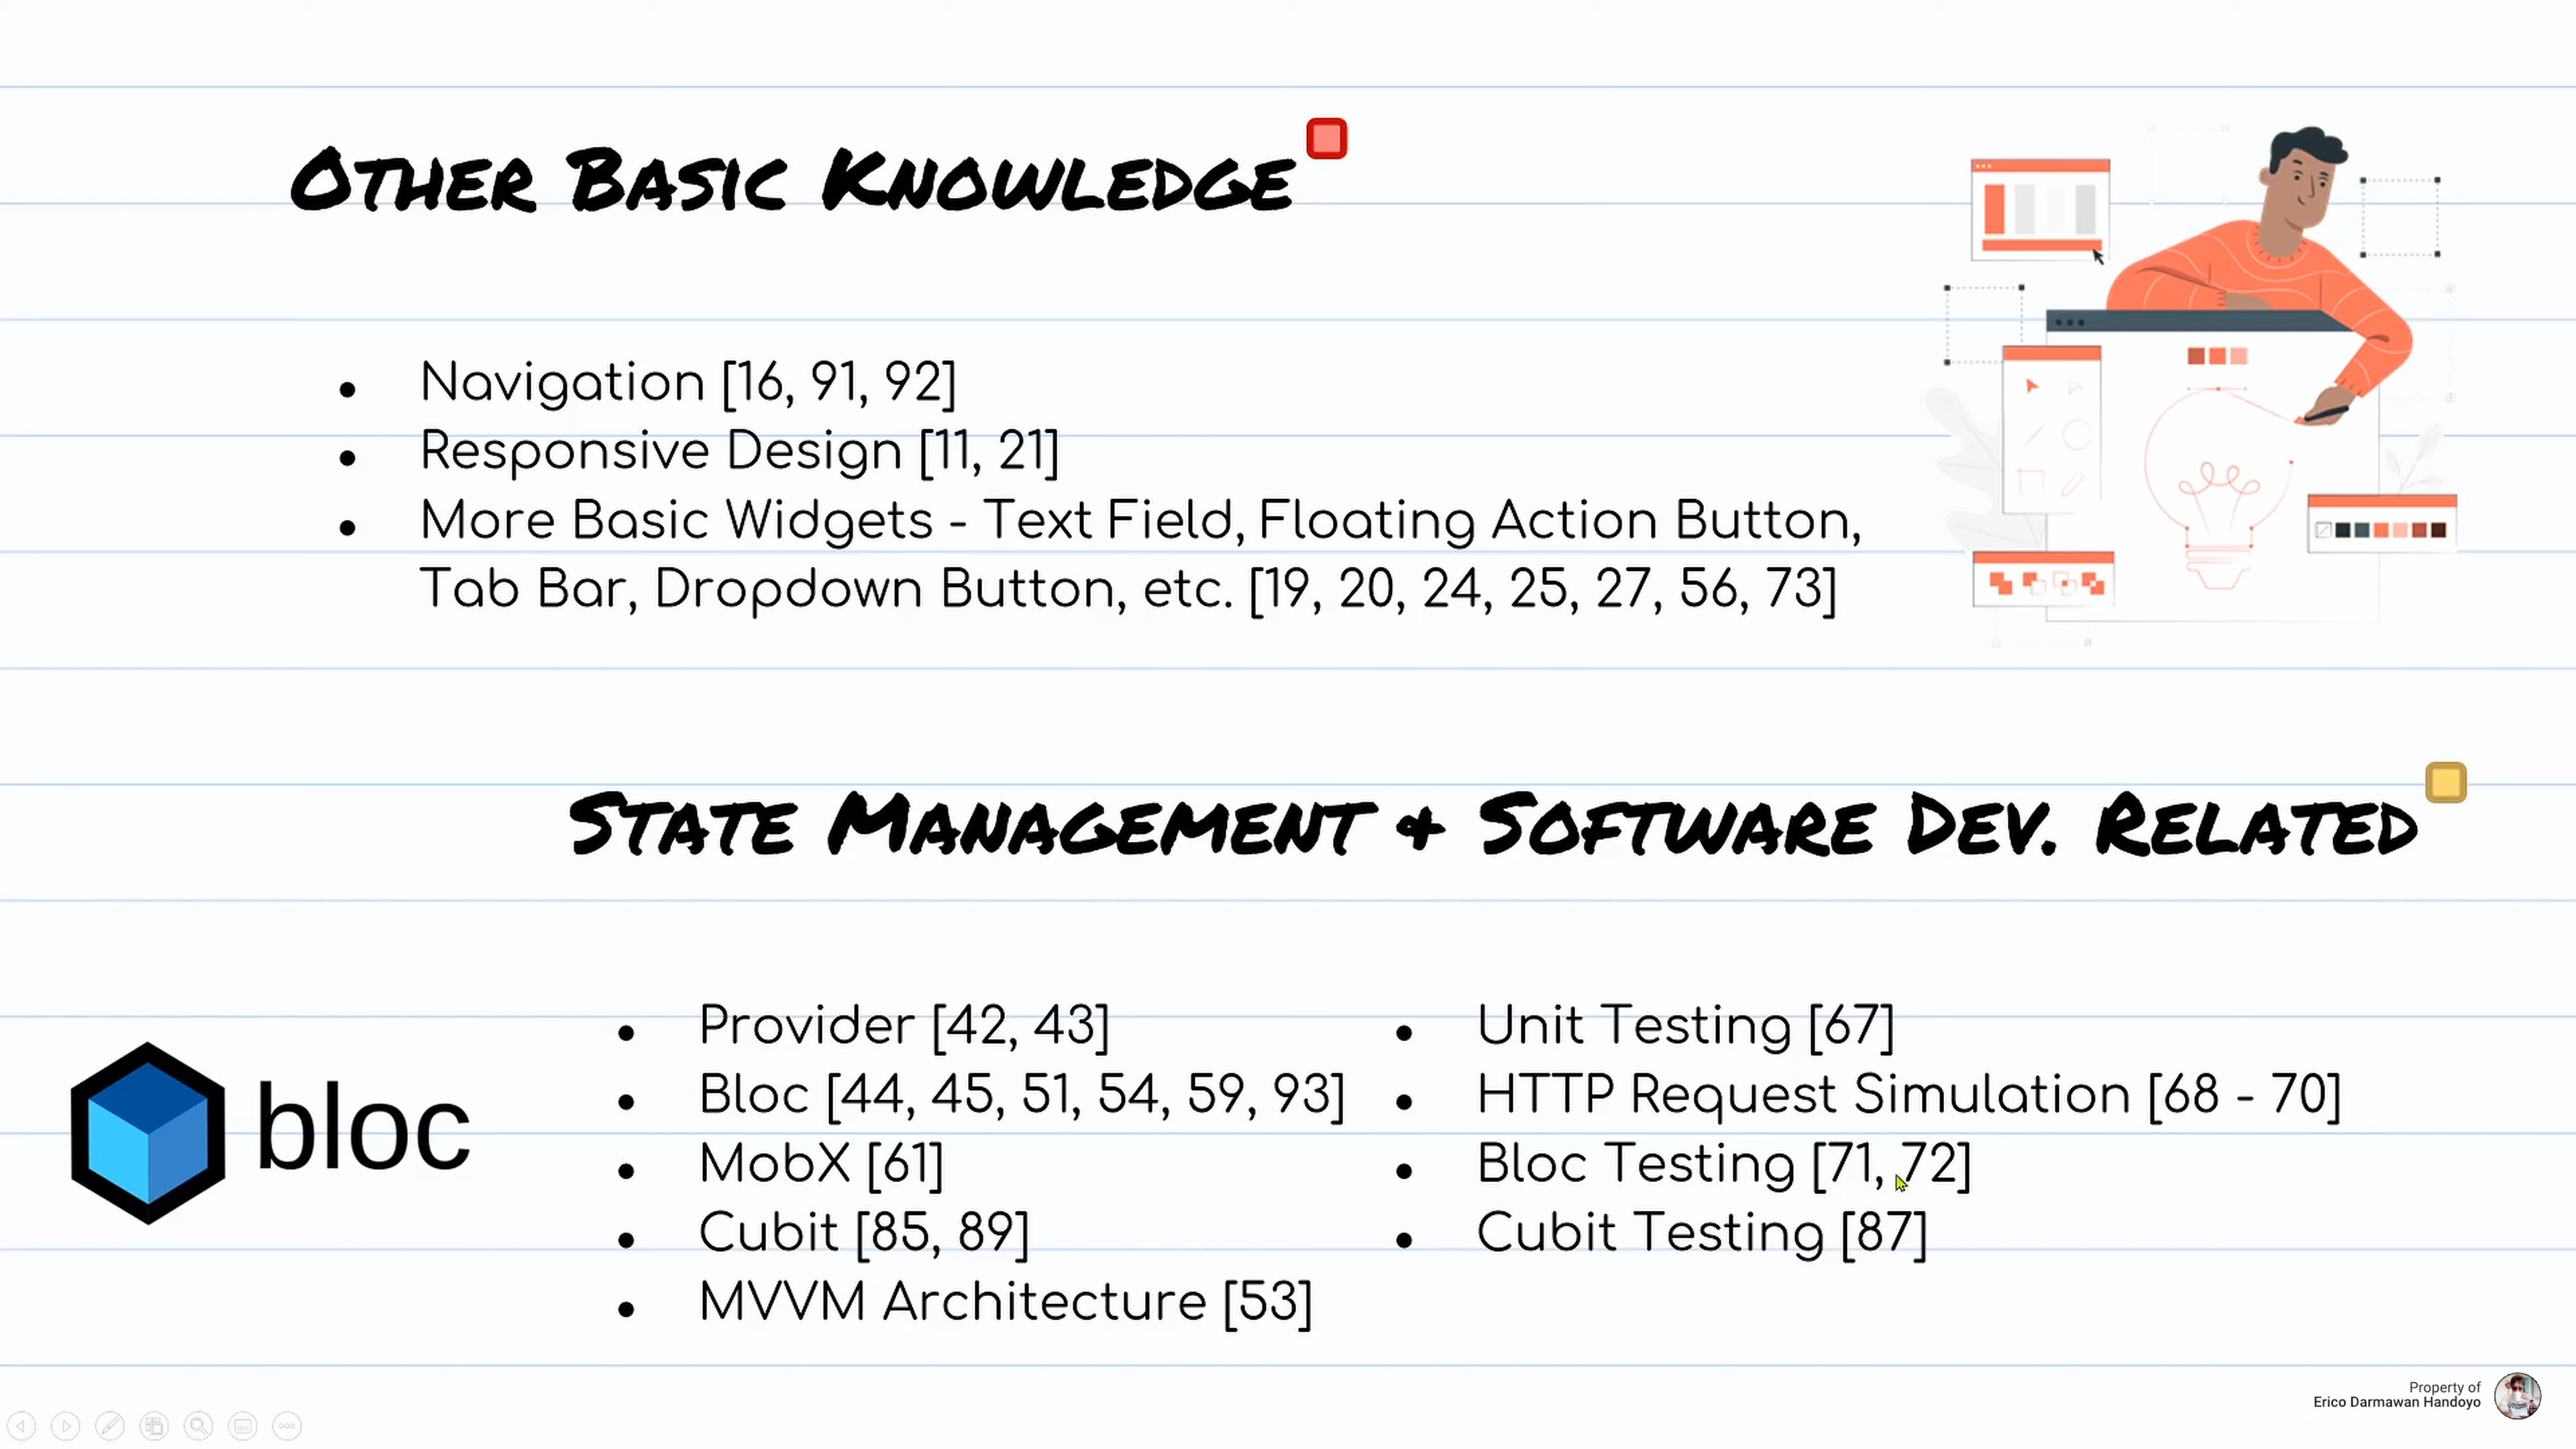 Other Basic Knowledge
Navigation [16, 91, 92]
Responsive Design [11, 21]
More Basic Widgets - Text Field, Floating Action Button,
Tab Bar, Dropdown Button, etc. [19, 20, 24, 25, 27, 56, 73]
State Management & Software Dev. Related
bloc
Provider [42, 43]
Bloc [44, 45, 51, 54, 59, 93]
MobX [61]
Cubit [85, 89]
MVVM Architecture [53]
Unit Testing [67]
HTTP Request Simulation [68 - 70]
Bloc Testing [71, 72]
Cubit Testing [87]
Property of
Erico Darmawan Handoyo